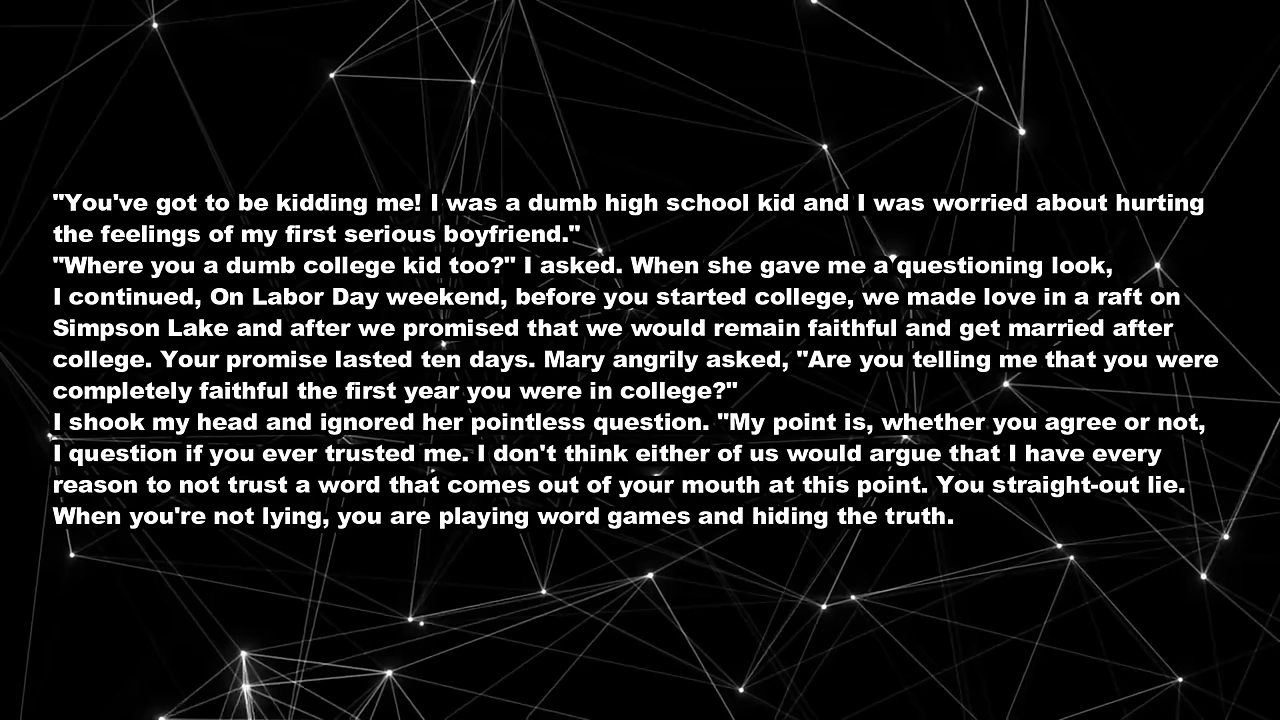 "You've got to be kidding me! I was a dumb high school kid and I was worried about hurting
the feelings of my first serious boyfriend."
"Where you a dumb college kid too?" I asked. When she gave me a questioning look,
I continued, On Labor Day weekend, before you started college, we made love in a raft on
Simpson Lake and after we promised that we would remain faithful and get married after
college. Your promise lasted ten days. Mary angrily asked, "Are you telling me that you were
completely faithful the first year you were in college?"
I shook my head and ignored her pointless question. "My point is, whether you agree or not,
I question if you ever trusted me. I don't think either of us would argue that I have every
reason to not trust a word that comes out of your mouth at this point. You straight-out lie.
When you're not lying, you are playing word games and hiding the truth.